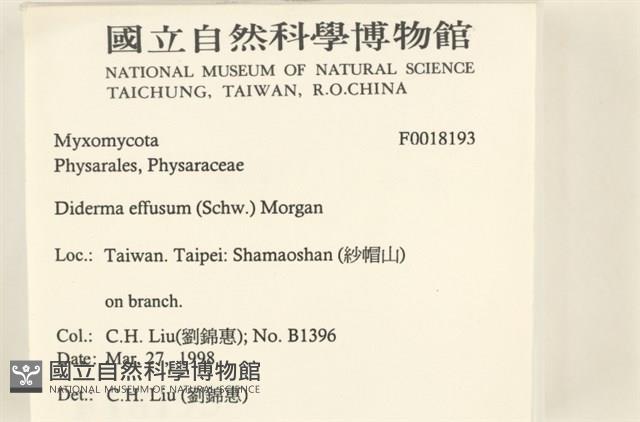 國立自然科學博物館
NATIONAL MUSEUM OF NATURAL SCIENCE
TAICHUNG, TAIWAN, R.O.CHINA
Myxomycota F0018193
Physarales, Physaraceae
Diderma effusum (Schw.) Morgan
Loc.: Taiwan. Taipei: Shamaoshan (紗帽山)
on branch.
Col.: C.H. Liu(劉錦惠); No. B1396
Date: Mar. 27, 1998
國立自然科學博物館
NATIONAL MUSEUM OF NATURAL SCIENCE
Det.: C.H. Liu (劉錦惠)